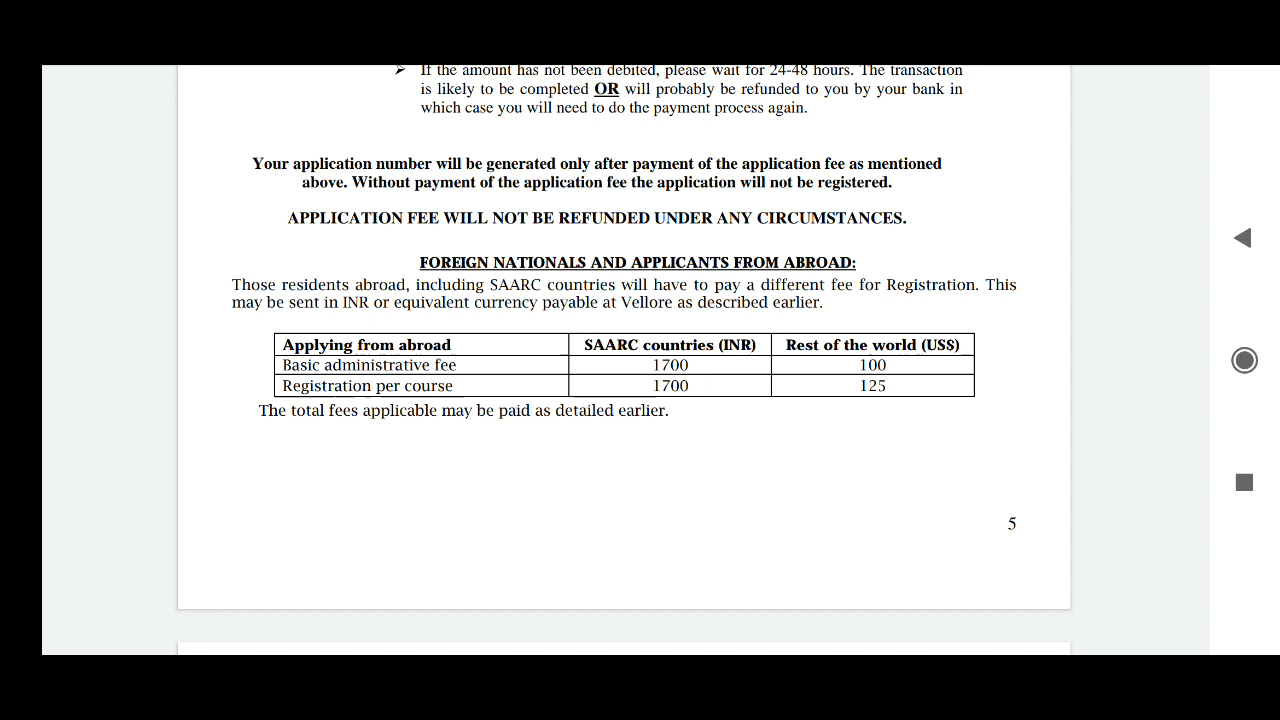 ➢ If the amount has not been debited, please wait for 24-48 hours. The transaction
is likely to be completed OR will probably be refunded to you by your bank in
which case you will need to do the payment process again.
Your application number will be generated only after payment of the application fee as mentioned
above. Without payment of the application fee the application will not be registered.
APPLICATION FEE WILL NOT BE REFUNDED UNDER ANY CIRCUMSTANCES.
FOREIGN NATIONALS AND APPLICANTS FROM ABROAD:
Those residents abroad, including SAARC countries will have to pay a different fee for Registration. This
may be sent in INR or equivalent currency payable at Vellore as described earlier.
Applying from abroad SAARC countries (INR) Rest of the world (US$)
Basic administrative fee 1700 100
Registration per course 1700 125
The total fees applicable may be paid as detailed earlier.
5